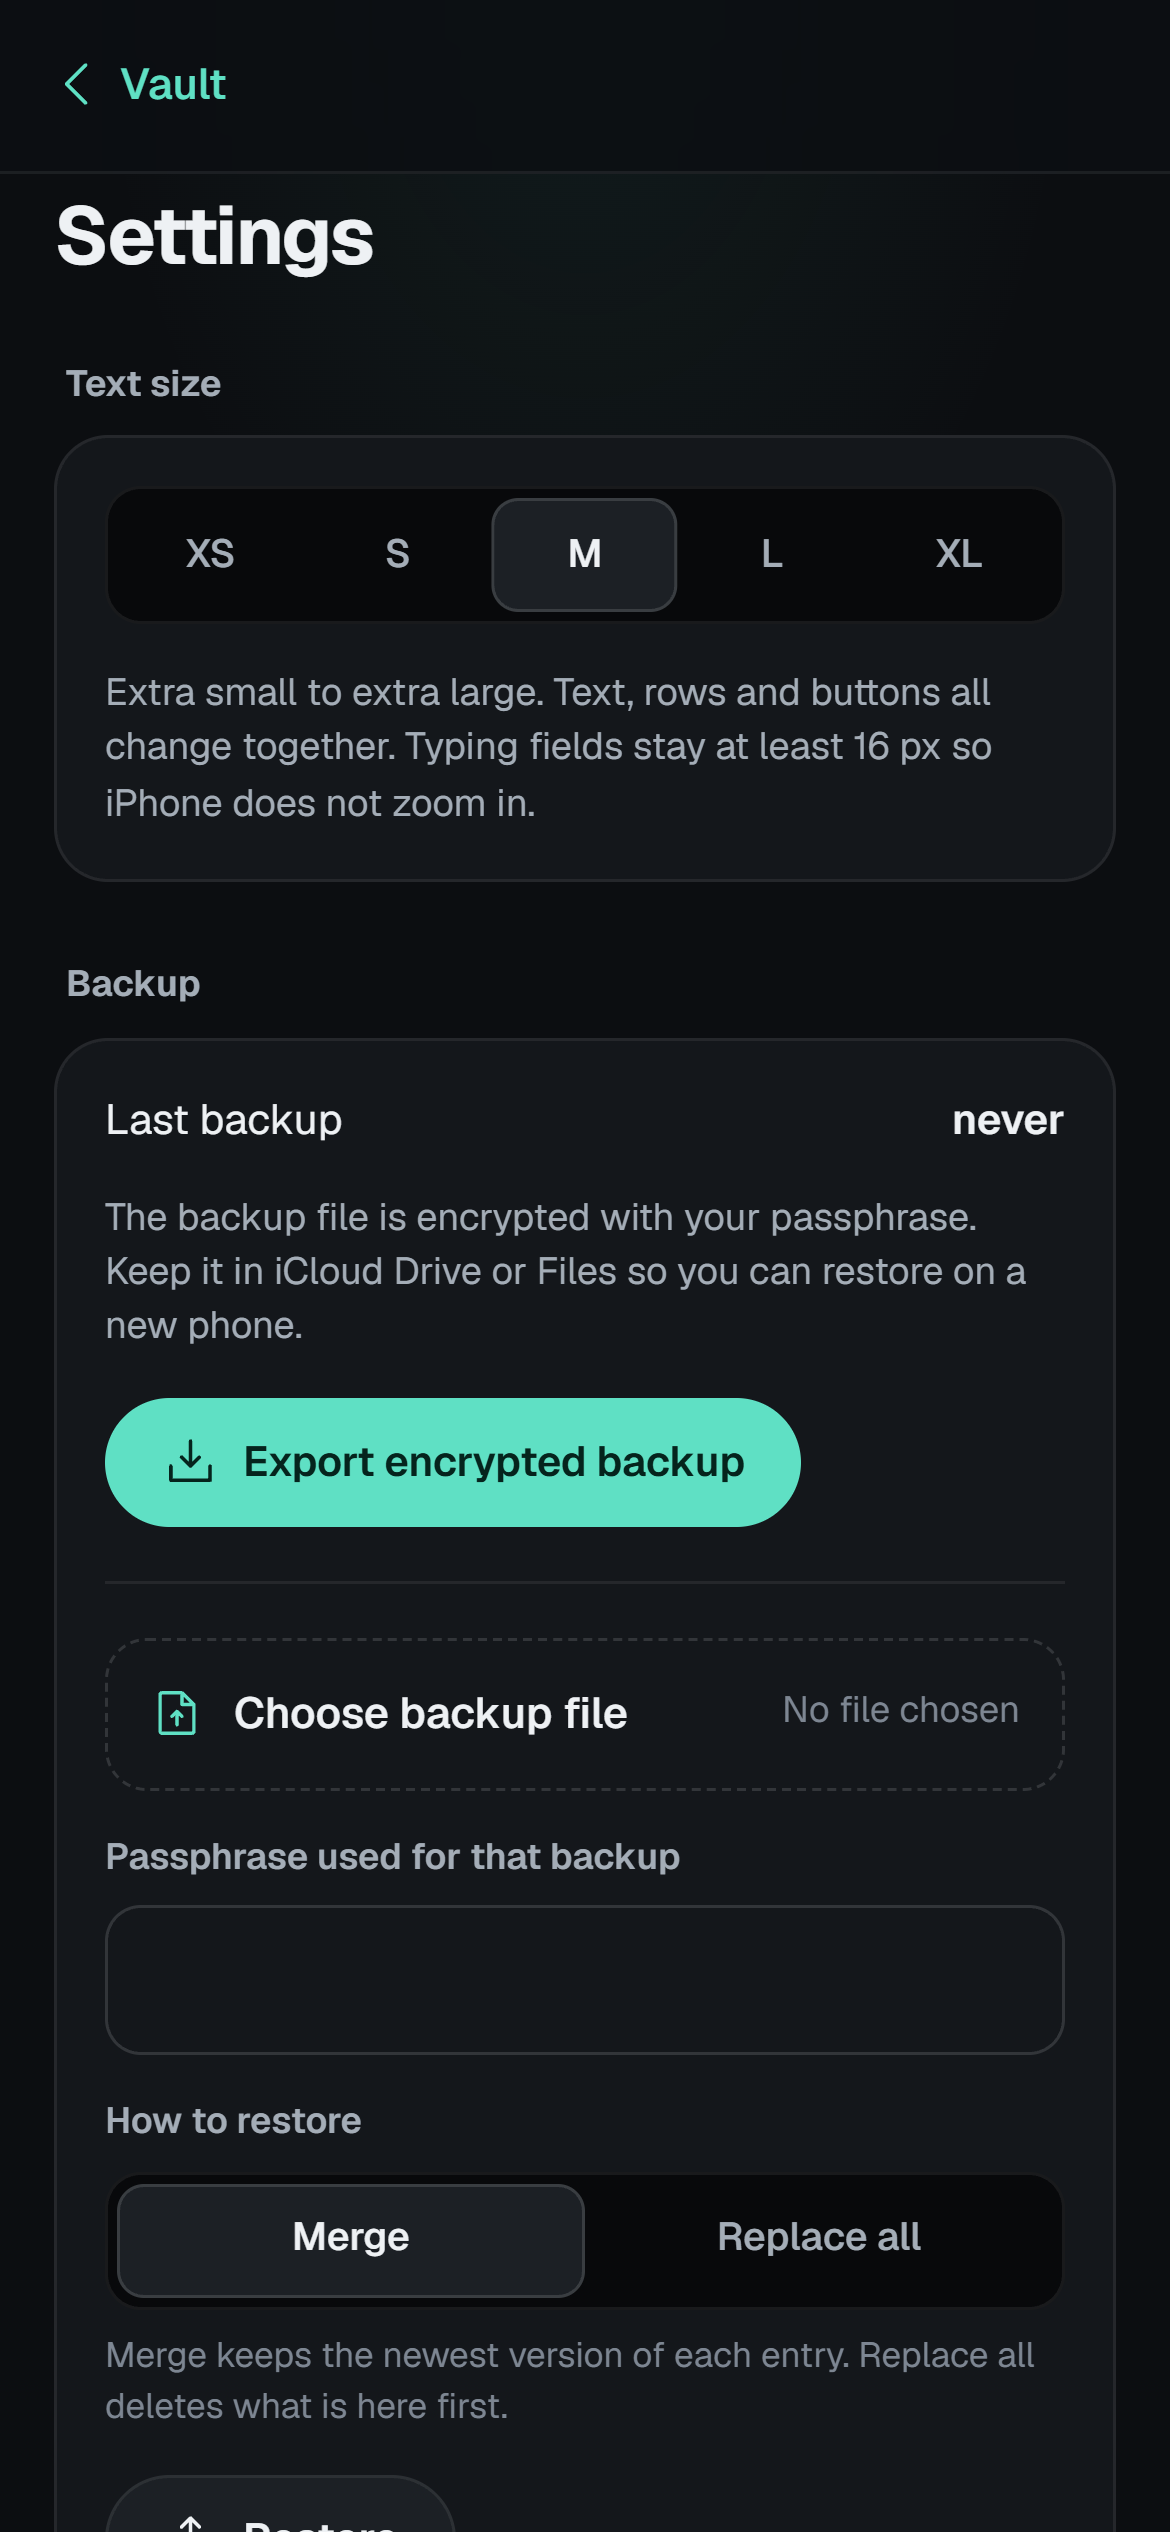 Vault
Settings
Text size
XS S M L XL
Extra small to extra large. Text, rows and buttons all
change together. Typing fields stay at least 16 px so
iPhone does not zoom in.
Backup
Last backup never
The backup file is encrypted with your passphrase.
Keep it in iCloud Drive or Files so you can restore on a
new phone.
Export encrypted backup
Choose backup file No file chosen
Passphrase used for that backup
How to restore
Merge Replace all
Merge keeps the newest version of each entry. Replace all
deletes what is here first.
Restore